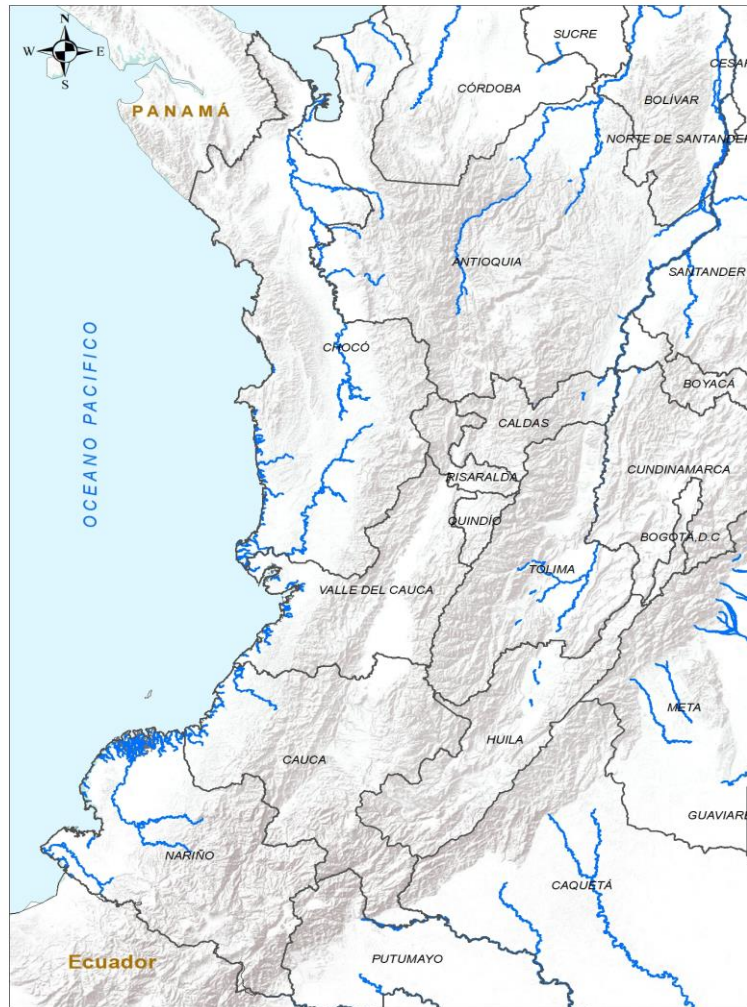 N
W E
S
SUCRE
CESAR
CÓRDOBA
BOLÍVAR
PANAMÁ
NORTE DE SANTANDER
ANTIOQUIA
SANTANDER
CHOCÓ
BOYACÁ
CALDAS
CUNDINAMARCA
RISARALDA
OCEANO PACIFICO
QUINDÍO
BOGOTÁ,D.C
TOLIMA
VALLE DEL CAUCA
META
HUILA
CAUCA
GUAVIARE
NARIÑO
CAQUETÁ
Ecuador
PUTUMAYO